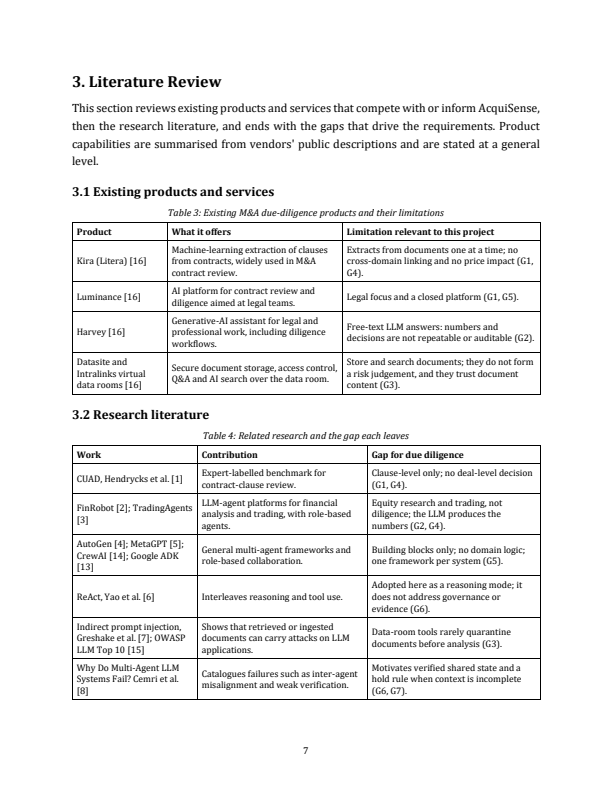 3. Literature Review
This section reviews existing products and services that compete with or inform AcquiSense,
then the research literature, and ends with the gaps that drive the requirements. Product
capabilities are summarised from vendors' public descriptions and are stated at a general
level.
3.1 Existing products and services
Table 3: Existing M&A due-diligence products and their limitations
Product
What it offers
Limitation relevant to this project
Kira (Litera) [16]
Machine-learning extraction of clauses
from contracts, widely used in M&A
contract review.
Extracts from documents one at a time; no
cross-domain linking and no price impact (G1,
G4).
Luminance [16]
AI platform for contract review and
diligence aimed at legal teams.
Legal focus and a closed platform (G1, G5).
Harvey [16]
Generative-AI assistant for legal and
professional work, including diligence
workflows.
Free-text LLM answers: numbers and
decisions are not repeatable or auditable (G2).
Datasite and
Intralinks virtual
data rooms [16]
Secure document storage, access control,
Q&A and AI search over the data room.
Store and search documents; they do not form
a risk judgement, and they trust document
content (G3).
3.2 Research literature
Table 4: Related research and the gap each leaves
Work
Contribution
Gap for due diligence
CUAD, Hendrycks et al. [1]
Expert-labelled benchmark for
contract-clause review.
Clause-level only; no deal-level decision
(G1, G4).
FinRobot [2]; TradingAgents
[3]
LLM-agent platforms for financial
analysis and trading, with role-based
agents.
Equity research and trading, not
diligence; the LLM produces the
numbers (G2, G4).
AutoGen [4]; MetaGPT [5];
CrewAI [14]; Google ADK
[13]
General multi-agent frameworks and
role-based collaboration.
Building blocks only; no domain logic;
one framework per system (G5).
ReAct, Yao et al. [6]
Interleaves reasoning and tool use.
Adopted here as a reasoning mode; it
does not address governance or
evidence (G6).
Indirect prompt injection,
Greshake et al. [7]; OWASP
LLM Top 10 [15]
Shows that retrieved or ingested
documents can carry attacks on LLM
applications.
Data-room tools rarely quarantine
documents before analysis (G3).
Why Do Multi-Agent LLM
Systems Fail? Cemri et al.
[8]
Catalogues failures such as inter-agent
misalignment and weak verification.
Motivates verified shared state and a
hold rule when context is incomplete
(G6, G7).
7